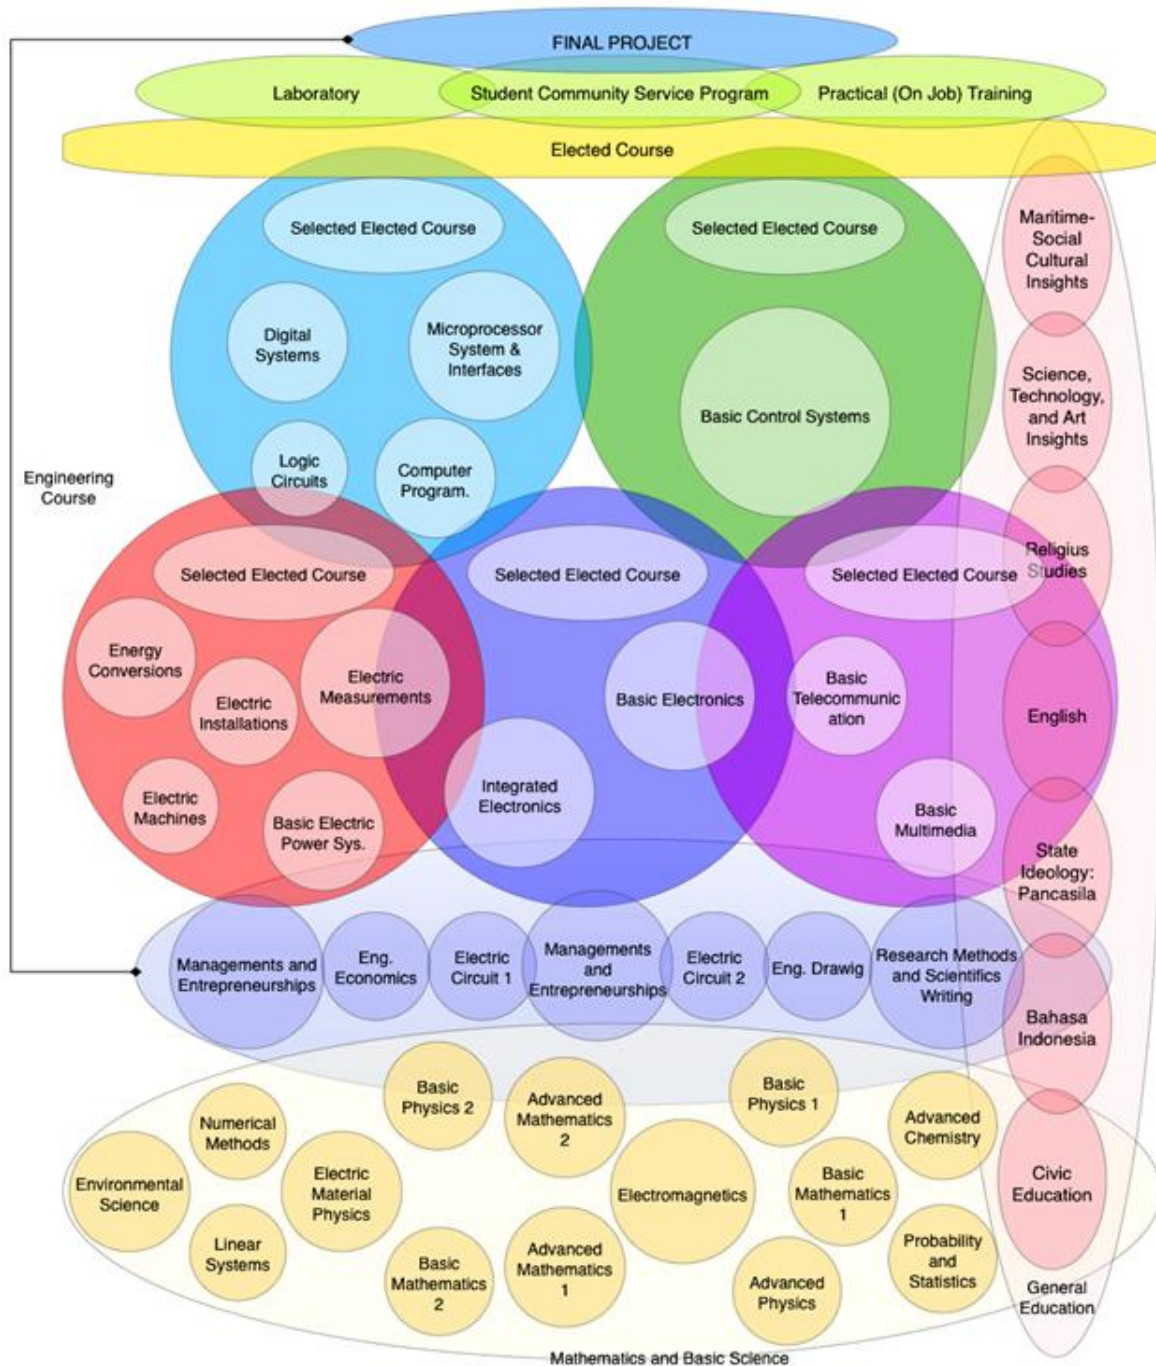 FINAL PROJECT
Laboratory
Student Community Service Program
Practical (On Job) Training
Elected Course
Selected Elected Course
Digital
Systems
Microprocessor
System &
Interfaces
Logic
Circuits
Computer
Program.
Selected Elected Course
Basic Control Systems
Maritime-
Social
Cultural
Insights
Science,
Technology,
and Art
Insights
Religius
Studies
English
State
Ideology:
Pancasila
Bahasa
Indonesia
Civic
Education
General
Education
Engineering
Course
Selected Elected Course
Energy
Conversions
Electric
Installations
Electric
Measurements
Electric
Machines
Basic Electric
Power Sys.
Selected Elected Course
Basic Electronics
Integrated
Electronics
Selected Elected Course
Basic
Telecommunic
ation
Basic
Multimedia
Managements and
Entrepreneurships
Eng.
Economics
Electric
Circuit 1
Managements
and
Entrepreneurships
Electric
Circuit 2
Eng. Drawig
Research Methods
and Scientifics
Writing
Basic
Physics 2
Advanced
Mathematics
2
Basic
Physics 1
Advanced
Chemistry
Numerical
Methods
Environmental
Science
Electric
Material
Physics
Electromagnetics
Basic
Mathematics
1
Linear
Systems
Basic
Mathematics
2
Advanced
Mathematics
1
Advanced
Physics
Probability
and
Statistics
Mathematics and Basic Science